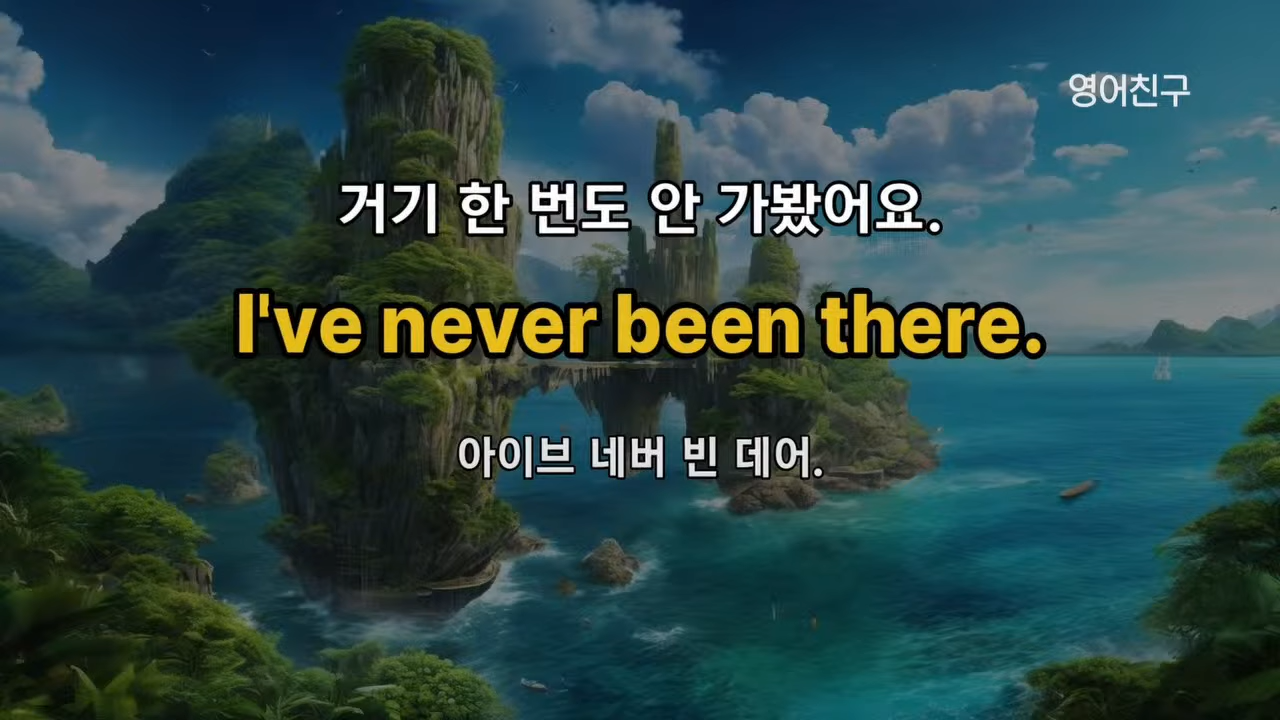 영어친구
거기 한 번도 안 가봤어요.
I've never been there.
아이브 네버 빈 데어.